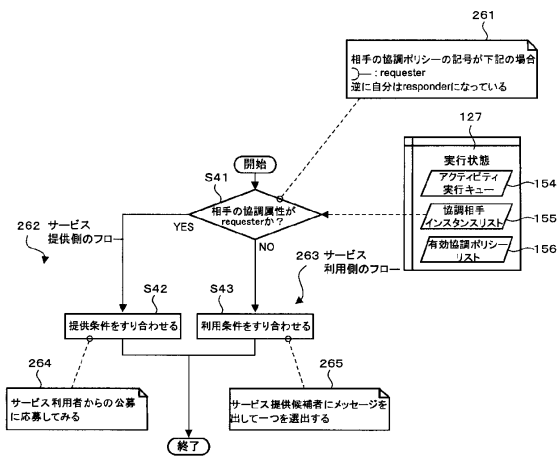 261
相手の協調ポリシーの記号が下記の場合
: requester
逆に自分はresponderになっている
127
実行状態
アクティビティ
実行キュー
154
協調相手
インスタンスリスト
155
有効協調ポリシー
リスト
156
開始
S41
相手の協調属性が
requesterか？
YES
NO
262 サービス
提供側のフロー
263 サービス
利用側のフロー
S42
提供条件をすり合わせる
S43
利用条件をすり合わせる
264
サービス利用者からの公募
に応募してみる
265
サービス提供候補者にメッセージを
出して一つを選出する
終了